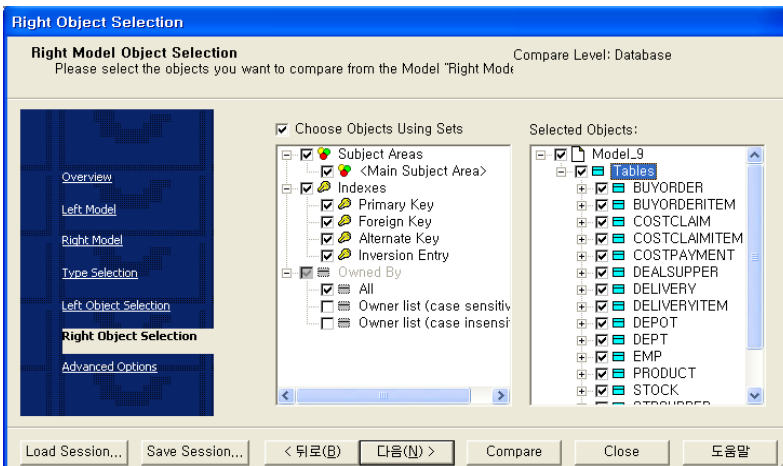 Right Object Selection
Right Model Object Selection
Compare Level: Database
Please select the objects you want to compare from the Model "Right Mode
Overview
Left Model
Right Model
Type Selection
Left Object Selection
Right Object Selection
Advanced Options
Choose Objects Using Sets
Subject Areas
<Main Subject Area>
Indexes
Primary Key
Foreign Key
Alternate Key
Inversion Entry
Owned By
All
Owner list (case sensitiv
Owner list (case insensi
Selected Objects:
Model_9
Tables
BUYORDER
BUYORDERITEM
COSTCLAIM
COSTCLAIMITEM
COSTPAYMENT
DEALSUPPER
DELIVERY
DELIVERYITEM
DEPOT
DEPT
EMP
PRODUCT
STOCK
Load Session... Save Session... < 뒤로(B) 다음(N) > Compare Close 도움말